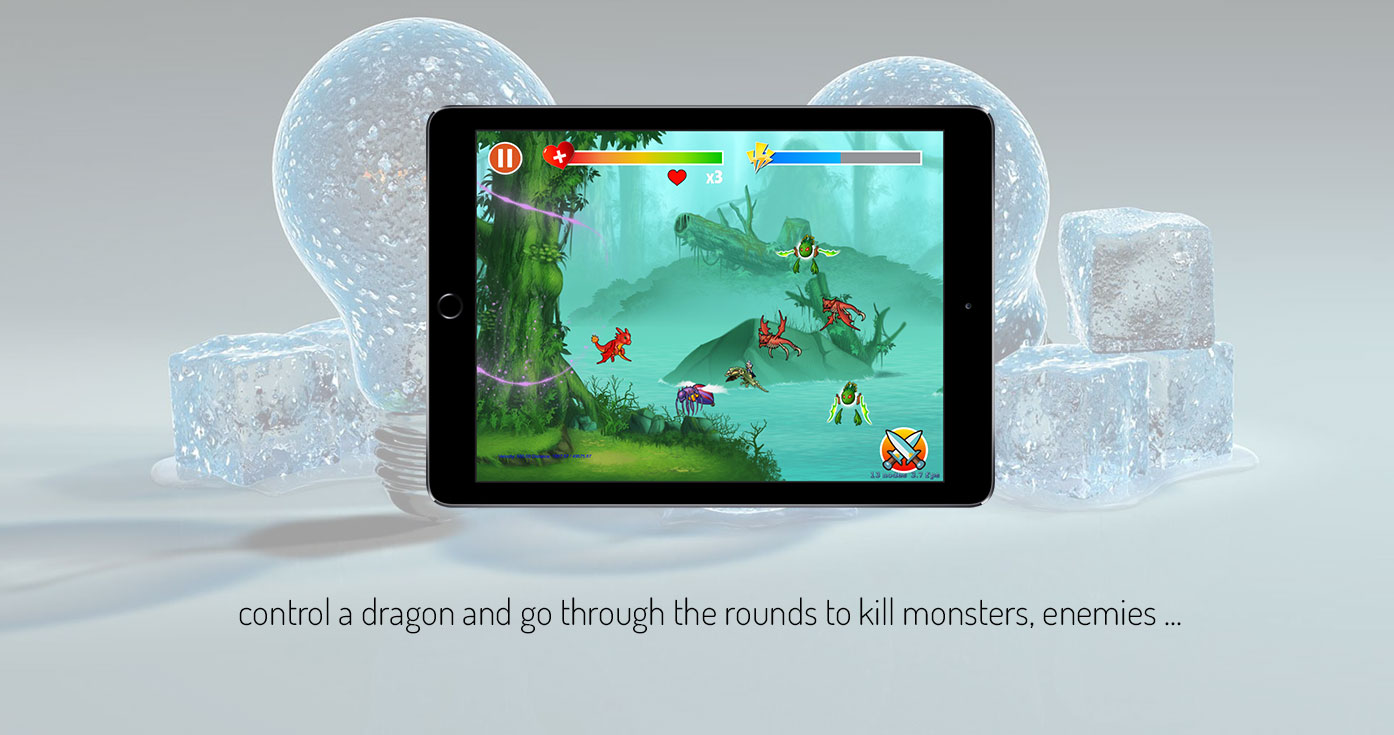 x3
control a dragon and go through the rounds to kill monsters, enemies ...